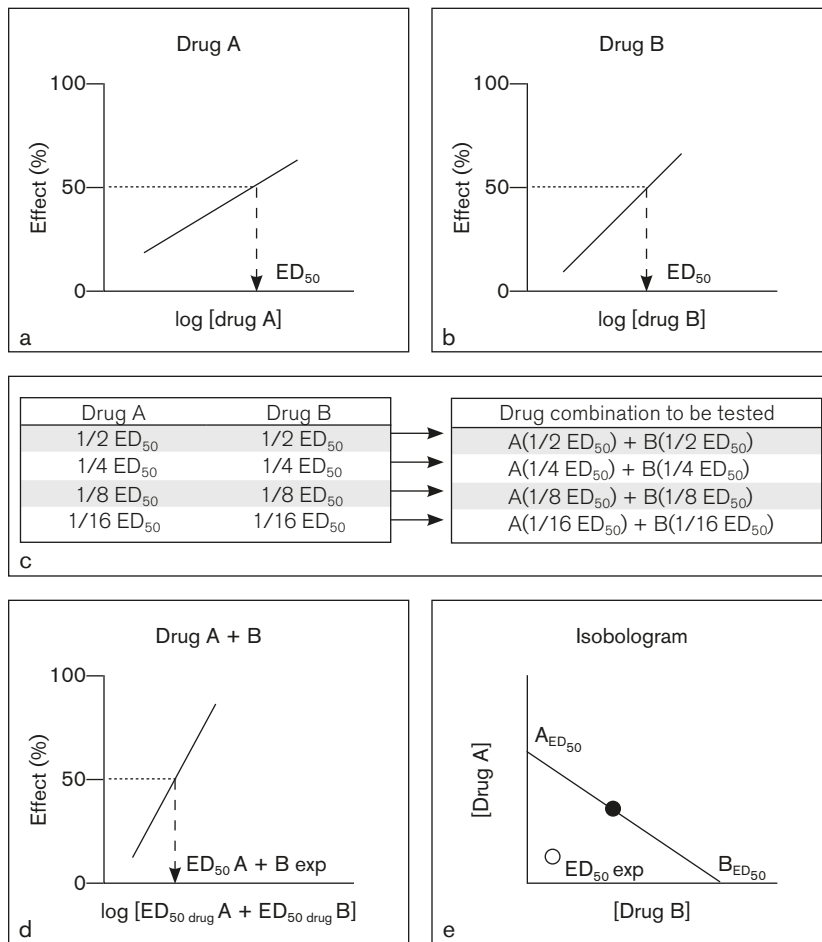 Drug A
100
50
0
Effect (%)
ED50
log [drug A]
a
Drug B
100
50
0
Effect (%)
ED50
log [drug B]
b
Drug A Drug B
1/2 ED50 1/2 ED50
1/4 ED50 1/4 ED50
1/8 ED50 1/8 ED50
1/16 ED50 1/16 ED50
Drug combination to be tested
A(1/2 ED50) + B(1/2 ED50)
A(1/4 ED50) + B(1/4 ED50)
A(1/8 ED50) + B(1/8 ED50)
A(1/16 ED50) + B(1/16 ED50)
c
Drug A + B
100
50
0
Effect (%)
ED50 A + B exp
log [ED50 drug A + ED50 drug B]
d
Isobologram
[Drug A]
AED50
ED50 exp
BED50
[Drug B]
e